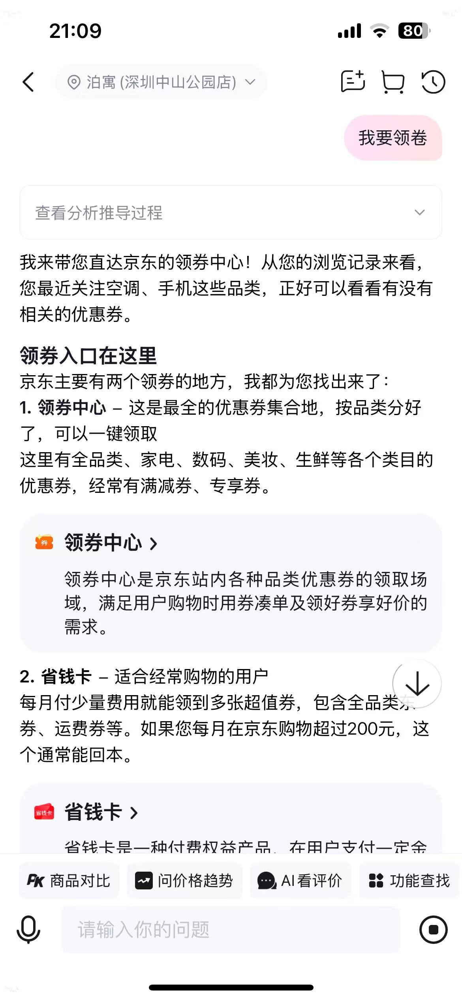 21:09
80
泊寓 (深圳中山公园店)
我要领卷
查看分析推导过程
我来带您直达京东的领券中心！从您的浏览记录来看，
您最近关注空调、手机这些品类，正好可以看看有没有
相关的优惠券。
领券入口在这里
京东主要有两个领券的地方，我都为您找出来了：
1. 领券中心 – 这是最全的优惠券集合地，按品类分好
了，可以一键领取
这里有全品类、家电、数码、美妆、生鲜等各个类目的
优惠券，经常有满减券、专享券。
券
领券中心
领券中心是京东站内各种品类优惠券的领取场
域，满足用户购物时用券凑单及领好券享好价的
需求。
2. 省钱卡 – 适合经常购物的用户
每月付少量费用就能领到多张超值券，包含全品类东
券、运费券等。如果您每月在京东购物超过200元，这
个通常能回本。
省钱卡
省钱卡
省钱卡是一种付费权益产品，在用户支付一定金
PK 商品对比
问价格趋势
AI看评价
功能查找
请输入你的问题